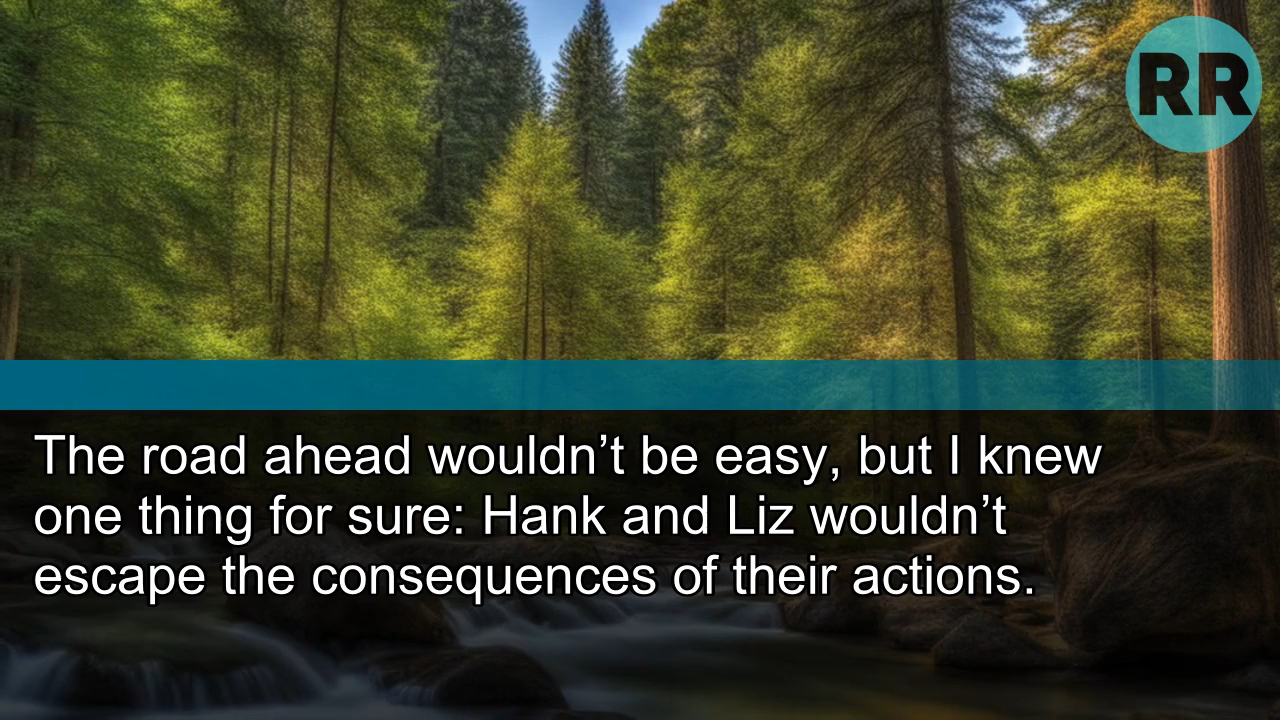 RR
The road ahead wouldn’t be easy, but I knew
one thing for sure: Hank and Liz wouldn’t
escape the consequences of their actions.